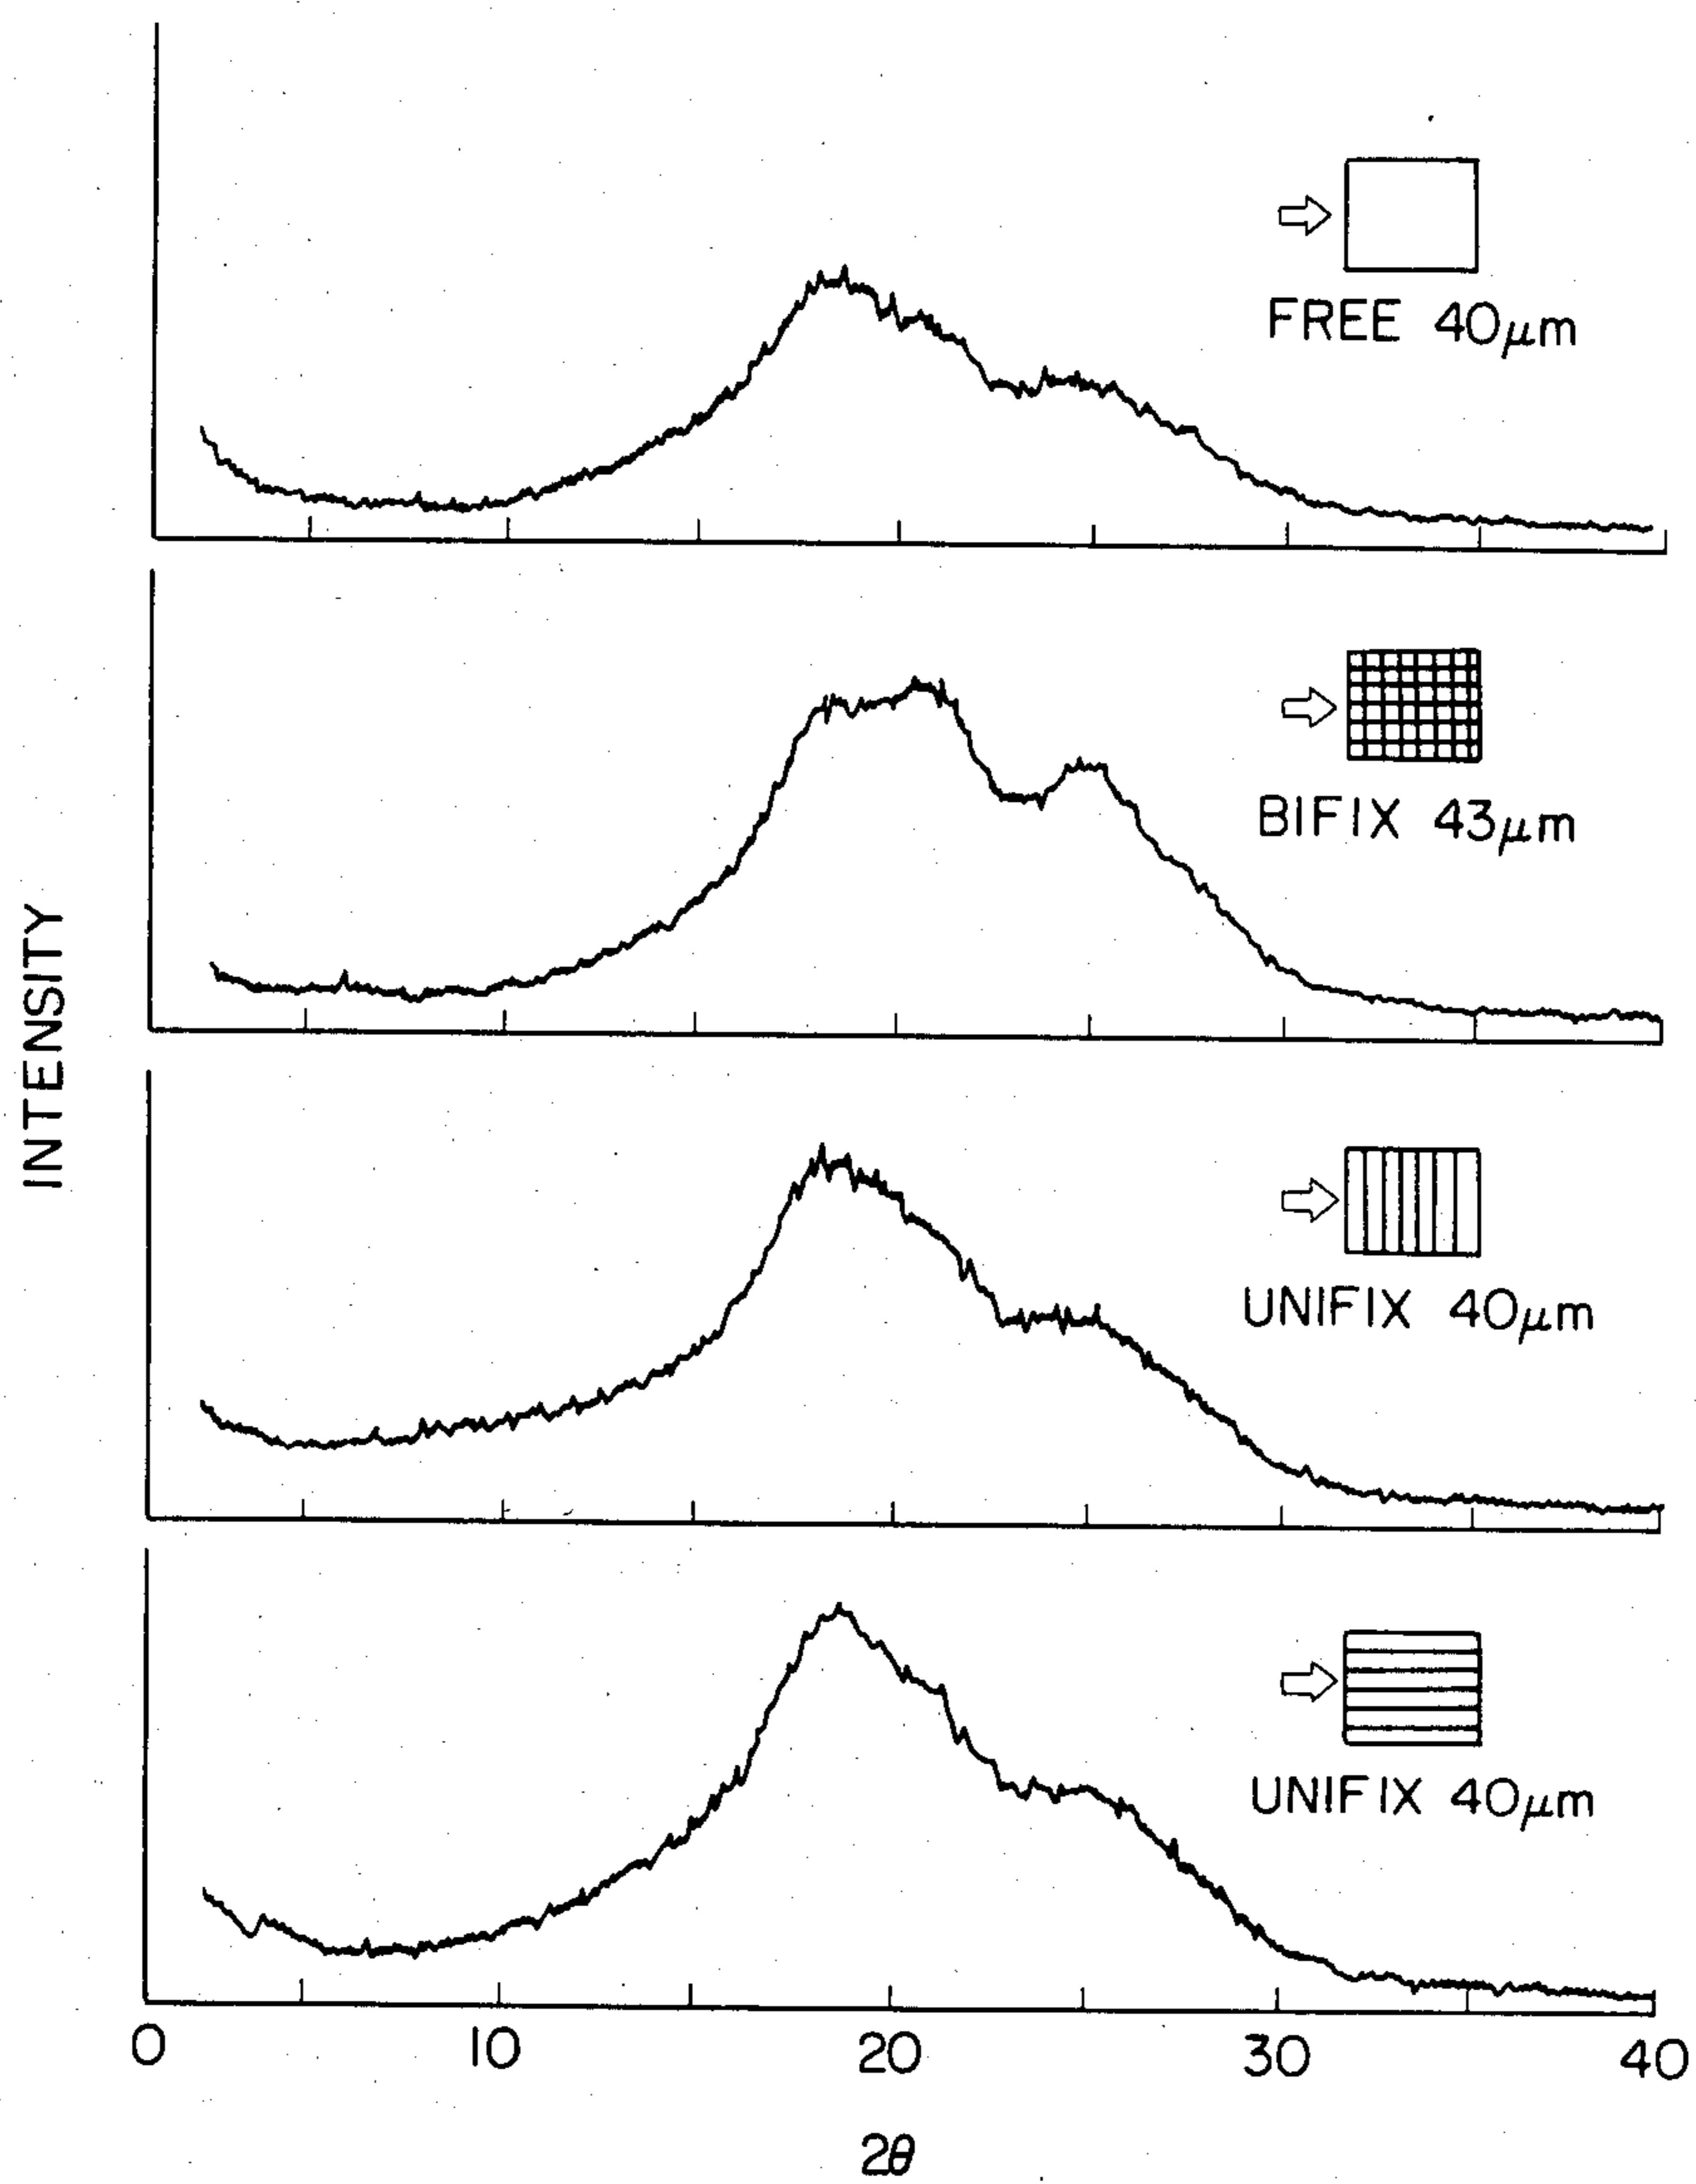 FREE 40μm
BIFIX 43μm
INTENSITY
UNIFIX 40μm
UNIFIX 40μm
0 10 20 30 40
2θ